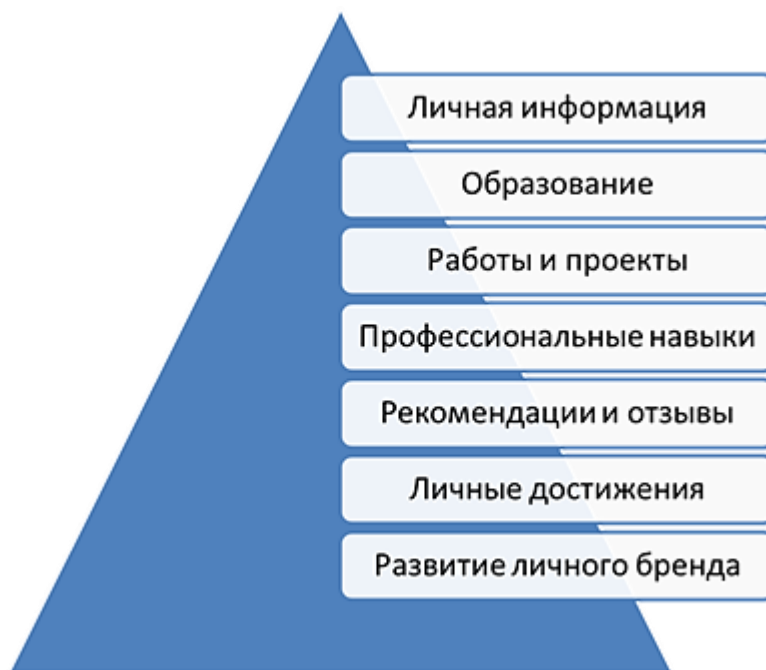 Личная информация
Образование
Работы и проекты
Профессиональные навыки
Рекомендации и отзывы
Личные достижения
Развитие личного бренда